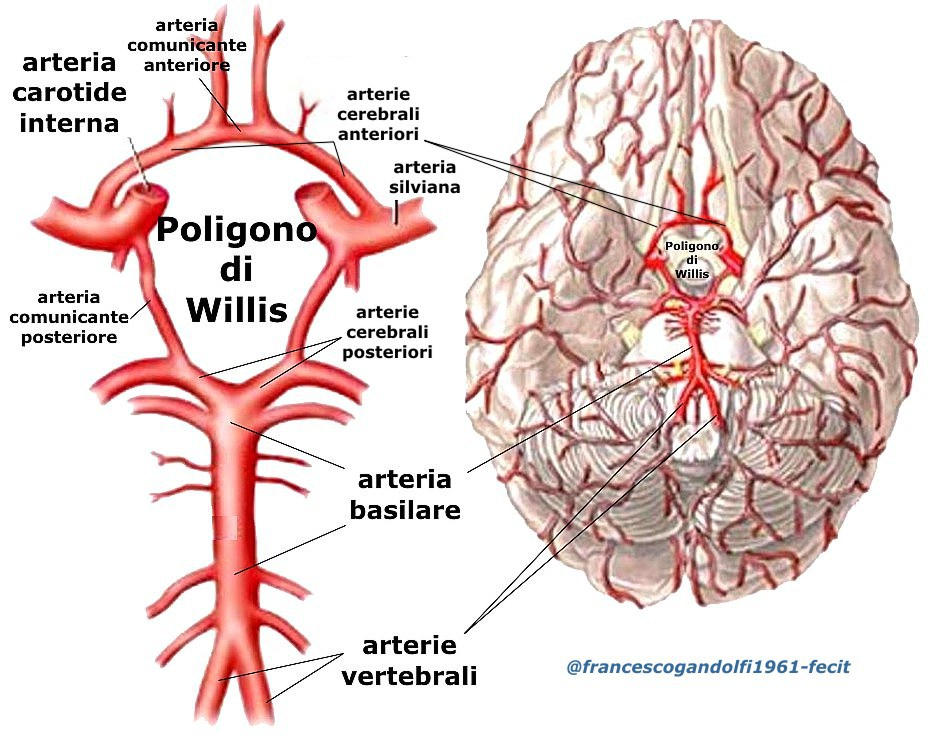 arteria
comunicante
anteriore
arteria
carotide
interna
arterie
cerebrali
anteriori
arteria
silviana
Poligono
di
Willis
Poligono
di
Willis
arteria
comunicante
posteriore
arterie
cerebrali
posteriori
arteria
basilare
arterie
vertebrali
@francescogandolfi1961-fecit